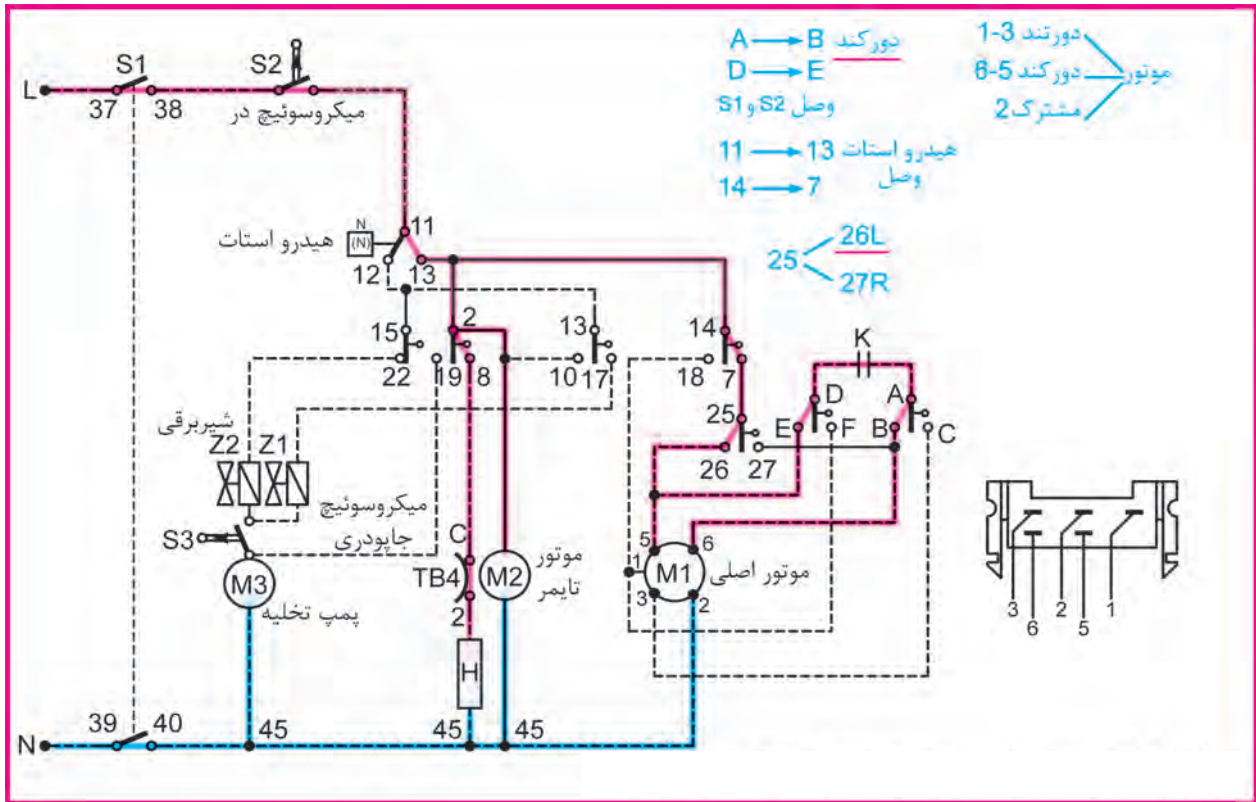 A → B دور کند
D → E
وصل S2 و S1
11 → 13 هیدرو استات
14 → 7 وصل
25
26L
27R
دورتند 1-3
دورکند 6-5
مشترک 2
موتور
S1
S2
L
37
38
میکروسوئیچ در
N
(N)
هیدرو استات
11
12
13
15
2
13
14
K
22
19
8
10
17
18
7
D
A
E
F
B
C
25
26
27
شیربرقی
Z2
Z1
میکروسوئیچ
جاپودری
S3
M3
پمپ تخلیه
C
TB4
2
M2
موتور
تایمر
H
5
6
1
M1
3
2
موتور اصلی
3
6
2
5
1
N
39
40
45
45
45